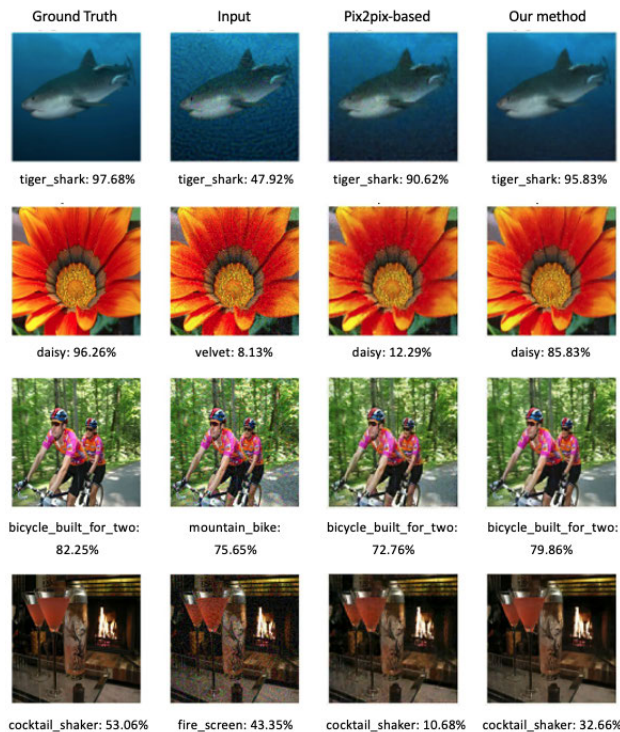 Ground Truth Input Pix2pix-based Our method
tiger_shark: 97.68% tiger_shark: 47.92% tiger_shark: 90.62% tiger_shark: 95.83%
daisy: 96.26% velvet: 8.13% daisy: 12.29% daisy: 85.83%
bicycle_built_for_two: mountain_bike: bicycle_built_for_two: bicycle_built_for_two:
82.25% 75.65% 72.76% 79.86%
cocktail_shaker: 53.06% fire_screen: 43.35% cocktail_shaker: 10.68% cocktail_shaker: 32.66%